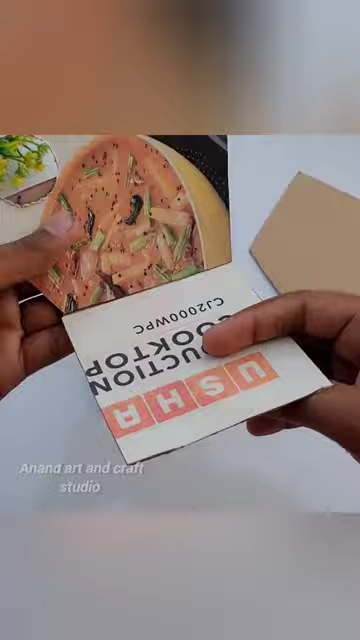 USHA
UCTION
COOKTOP
CJ2000WPC
Anand art and craft
studio